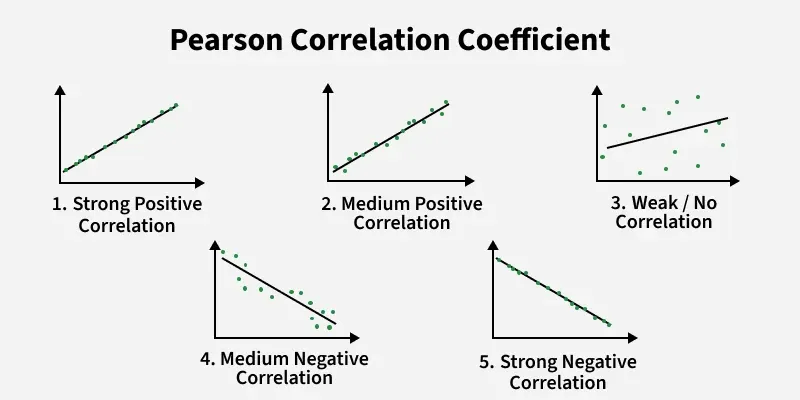 Pearson Correlation Coefficient
1. Strong Positive
Correlation
2. Medium Positive
Correlation
3. Weak / No
Correlation
4. Medium Negative
Correlation
5. Strong Negative
Correlation